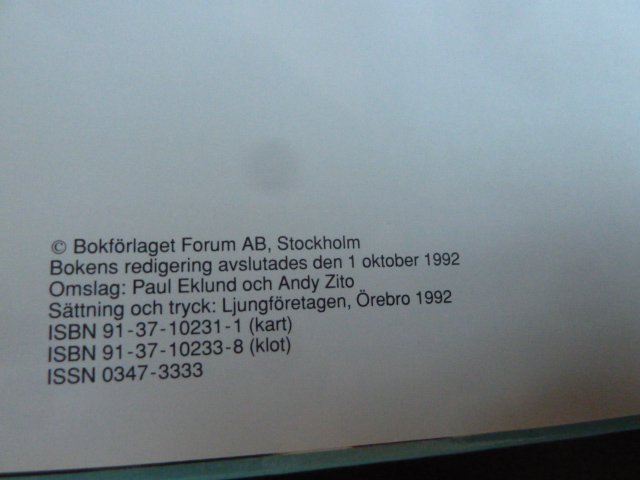 © Bokförlaget Forum AB, Stockholm
Bokens redigering avslutades den 1 oktober 1992
Omslag: Paul Eklund och Andy Zito
Sättning och tryck: Ljungföretagen, Örebro 1992
ISBN 91-37-10231-1 (kart)
ISBN 91-37-10233-8 (klot)
ISSN 0347-3333